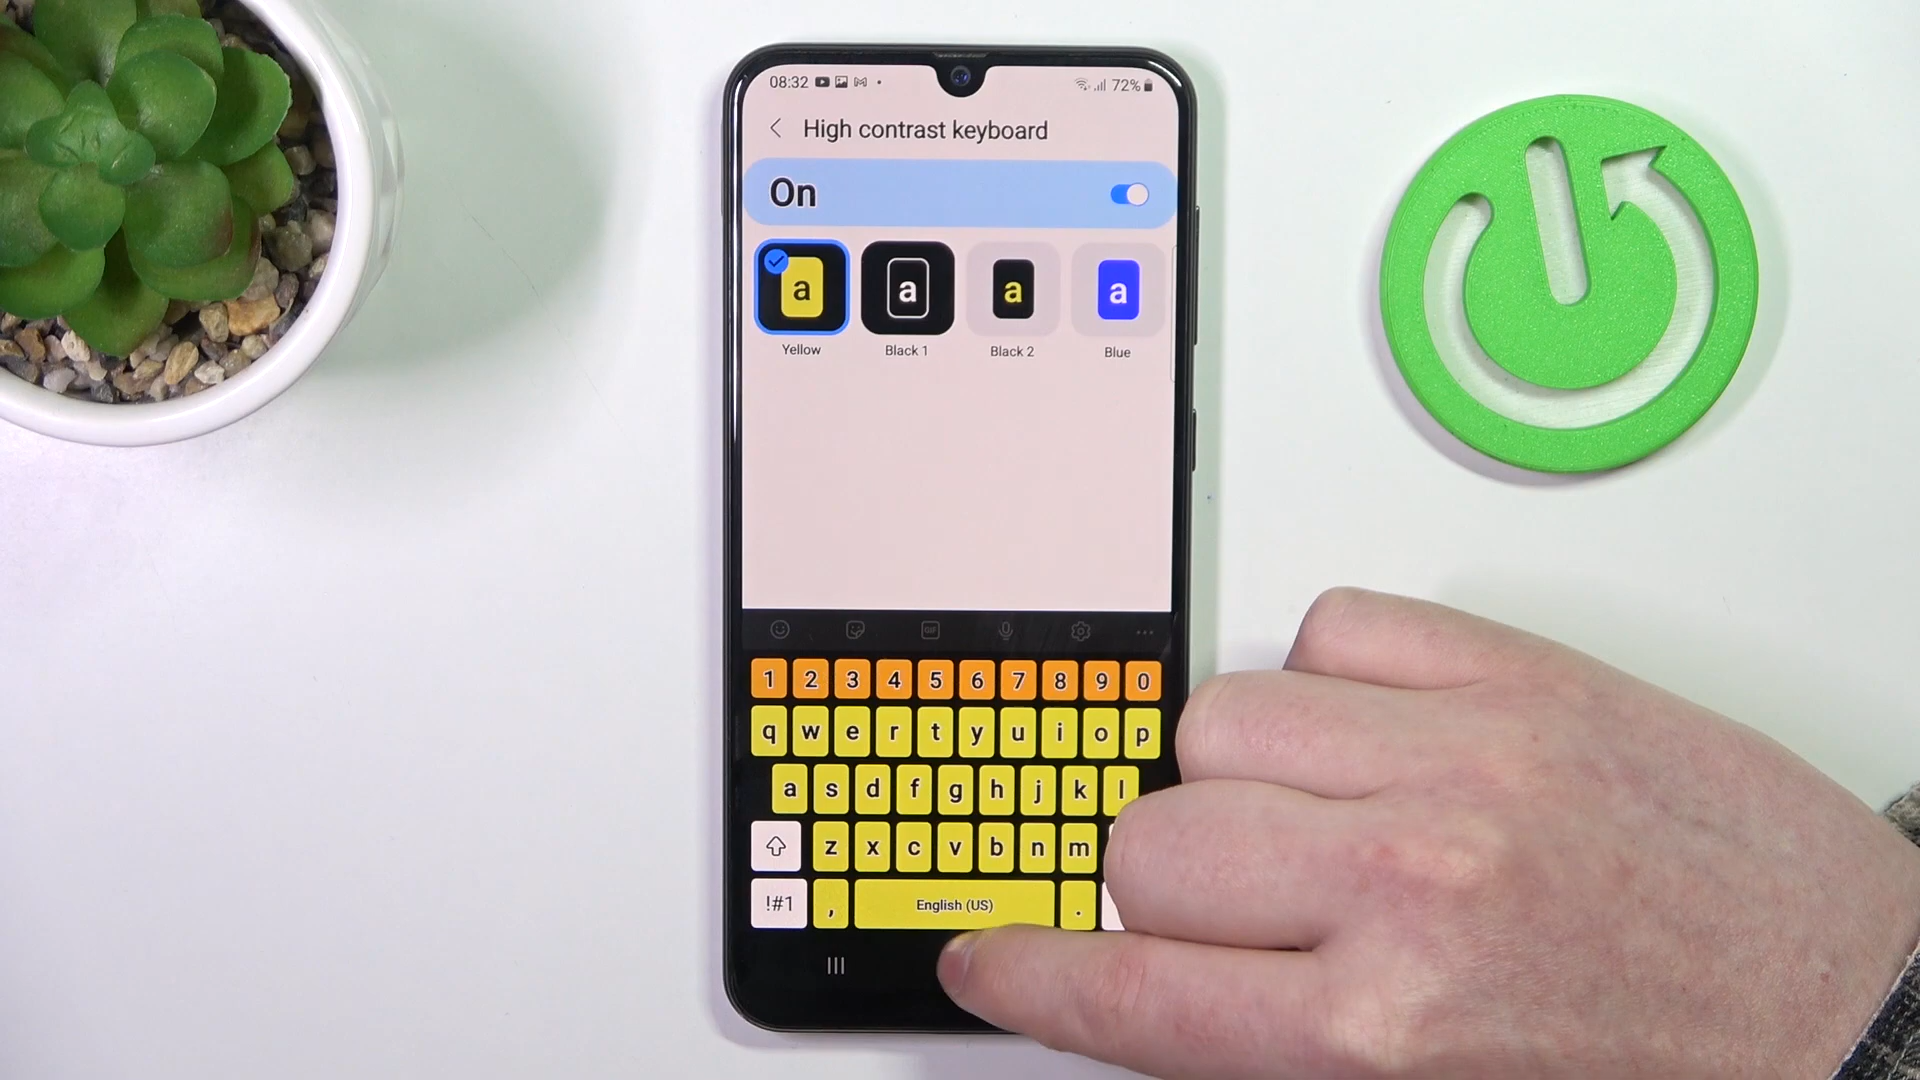 08:32 72%
High contrast keyboard
On
a a a a
Yellow Black 1 Black 2 Blue
GIF
1 2 3 4 5 6 7 8 9 0
q w e r t y u i o p
a s d f g h j k l
z x c v b n m
!#1 , English (US) .